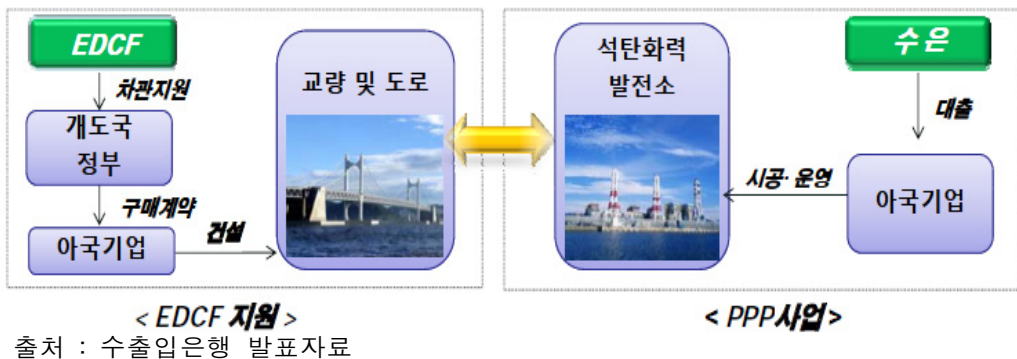 EDCF
차관지원
개도국
정부
구매계약
아국기업
건설
교량 및 도로
석탄화력
발전소
수은
대출
아국기업
시공·운영
< EDCF 지원 >
< PPP사업>
출처 : 수출입은행 발표자료